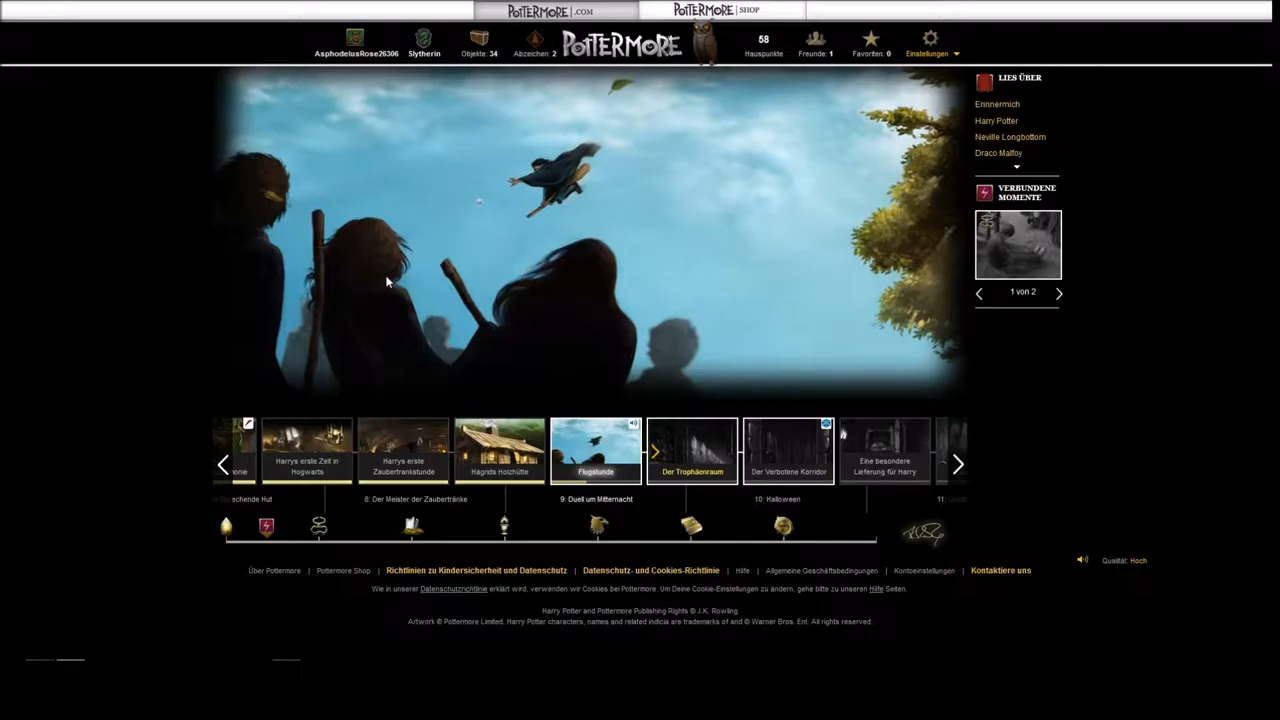 POTTERMORE|.COM
POTTERMORE|SHOP
AsphodelusRose26306
Slytherin
Objekte: 34
Abzeichen: 2
POTTERMORE
58
Hauspunkte
Freunde: 1
Favoriten: 0
Einstellungen
LIES ÜBER
Erinnermich
Harry Potter
Neville Longbottom
Draco Malfoy
VERBUNDENE
MOMENTE
1 von 2
Harrys erste Zeit in
Hogwarts
Harrys erste
Zaubertrankstunde
Hagrids Holzhütte
Flugstunde
Der Trophäenraum
Der Verbotene Korridor
Eine besondere
Lieferung für Harry
echende Hut
8: Der Meister der Zaubertränke
9: Duell um Mitternacht
10: Halloween
11:
Über Pottermore | Pottermore Shop | Richtlinien zu Kindersicherheit und Datenschutz | Datenschutz- und Cookies-Richtlinie | Hilfe | Allgemeine Geschäftsbedingungen | Kontoeinstellungen | Kontaktiere uns
Qualität: Hoch
Wie in unserer Datenschutzrichtlinie erklärt wird, verwenden wir Cookies bei Pottermore. Um Deine Cookie-Einstellungen zu ändern, gehe bitte zu unseren Hilfe Seiten.
Harry Potter and Pottermore Publishing Rights © J.K. Rowling
Artwork © Pottermore Limited. Harry Potter characters, names and related indicia are trademarks of and © Warner Bros. Ent. All rights reserved.